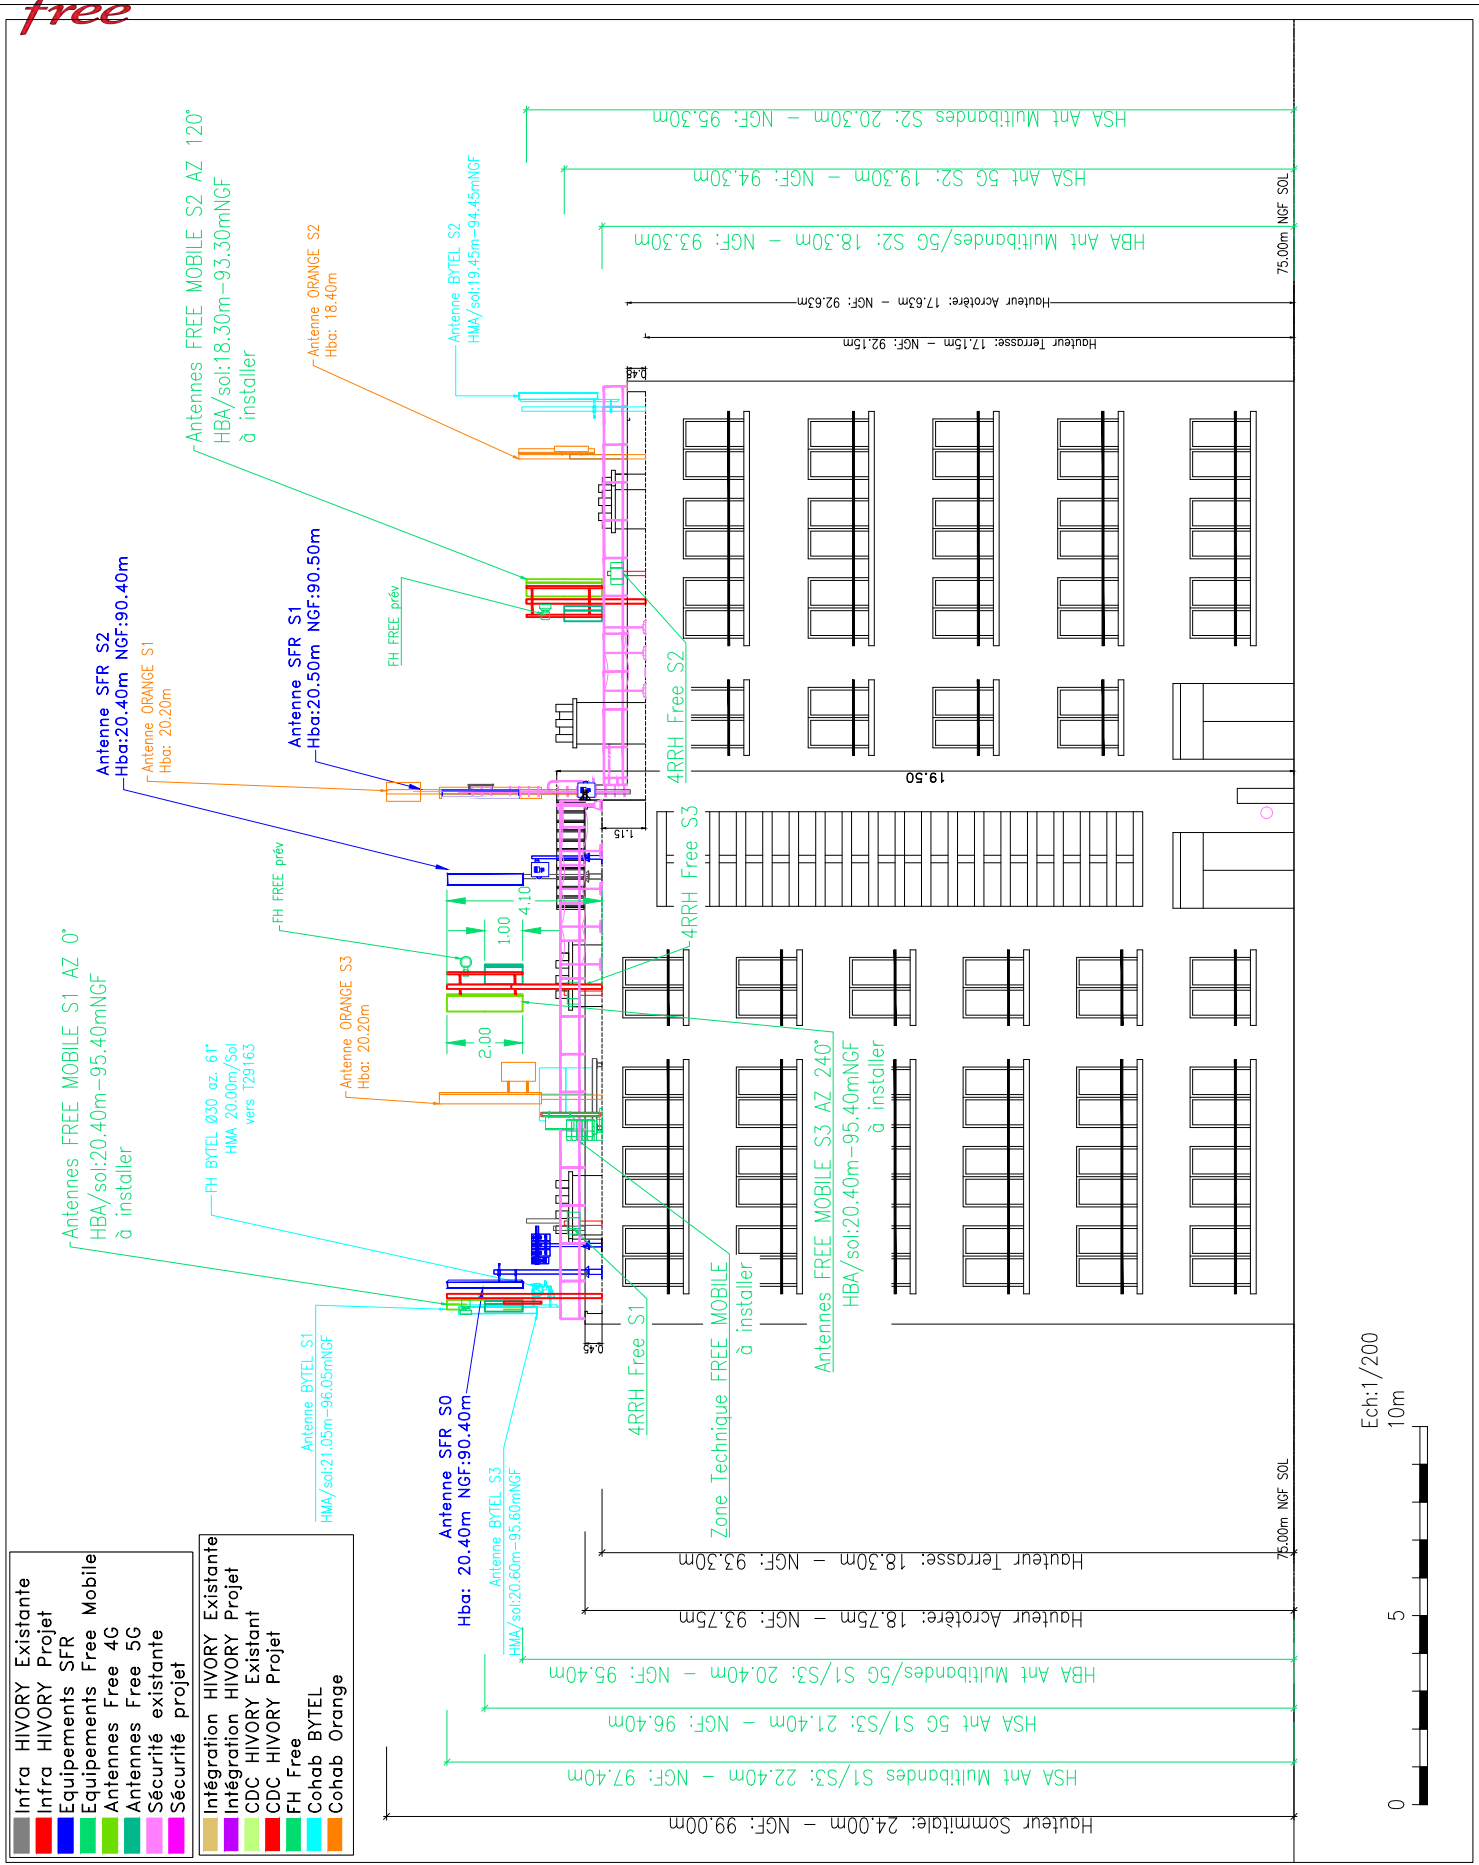 free
Infra HIVORY Existante
Infra HIVORY Projet
Equipements SFR
Equipements Free Mobile
Antennes Free 4G
Antennes Free 5G
Sécurité existante
Sécurité projet
Intégration HIVORY Existante
Intégration HIVORY Projet
CDC HIVORY Existant
CDC HIVORY Projet
FH Free
Cohab BYTEL
Cohab Orange
Antennes FREE MOBILE S1 AZ 0°
HBA/sol:20.40m-95.40mNGF
à installer
FH BYTEL Ø30 az. 61°
HMA 20.00m/Sol
vers T29163
Antenne BYTEL S1
HMA/sol:21.05m-96.05mNGF
Antenne SFR S0
Hba: 20.40m NGF:90.40m
Antenne BYTEL S3
HMA/sol:20.60m-95.60mNGF
Antenne ORANGE S3
Hba: 20.20m
FH FREE prév
Antenne SFR S2
Hba:20.40m NGF:90.40m
Antenne ORANGE S1
Hba: 20.20m
Antenne SFR S1
Hba:20.50m NGF:90.50m
FH FREE prév
Antennes FREE MOBILE S2 AZ 120°
HBA/sol:18.30m-93.30mNGF
à installer
Antenne ORANGE S2
Hba: 18.40m
Antenne BYTEL S2
HMA/sol:19.45m-94.45mNGF
2.00
1.00
4.10
0.45
1.15
0.48
19.50
4RRH Free S1
Zone Technique FREE MOBILE
à installer
Antennes FREE MOBILE S3 AZ 240°
HBA/sol:20.40m-95.40mNGF
à installer
4RRH Free S3
4RRH Free S2
Hauteur Sommitale: 24.00m - NGF: 99.00m
HSA Ant Multibandes S1/S3: 22.40m - NGF: 97.40m
HSA Ant 5G S1/S3: 21.40m - NGF: 96.40m
HBA Ant Multibandes/5G S1/S3: 20.40m - NGF: 95.40m
Hauteur Acrotère: 18.75m - NGF: 93.75m
Hauteur Terrasse: 18.30m - NGF: 93.30m
75.00m NGF SOL
Hauteur Terrasse: 17.15m - NGF: 92.15m
Hauteur Acrotère: 17.63m - NGF: 92.63m
HBA Ant Multibandes/5G S2: 18.30m - NGF: 93.30m
HSA Ant 5G S2: 19.30m - NGF: 94.30m
HSA Ant Multibandes S2: 20.30m - NGF: 95.30m
75.00m NGF SOL
Ech:1/200
0
5
10m